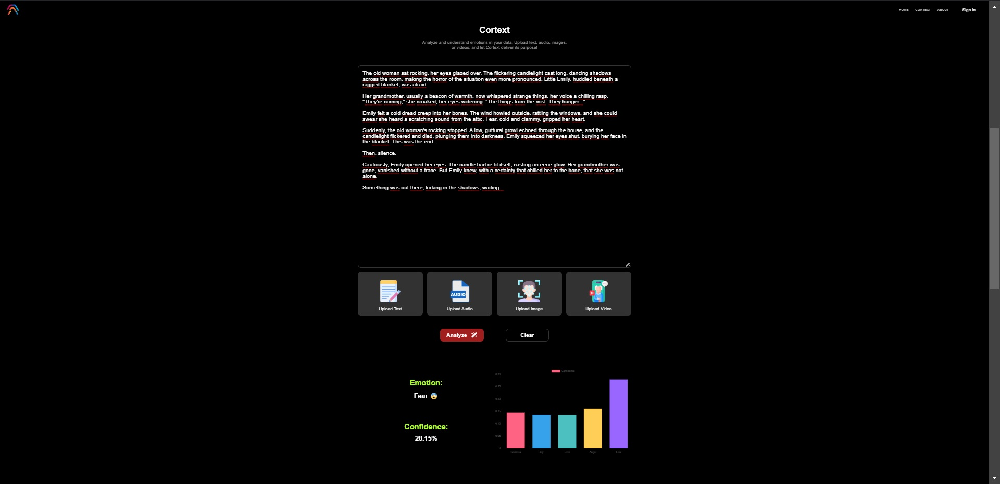 HOME CORTEXT ABOUT Sign in
Cortext
Analyze and understand emotions in your data. Upload text, audio, images,
or videos, and let Cortext deliver its purpose!
The old woman sat rocking, her eyes glazed over. The flickering candlelight cast long, dancing shadows
across the room, making the horror of the situation even more pronounced. Little Emily, huddled beneath a
ragged blanket, was afraid.
Her grandmother, usually a beacon of warmth, now whispered strange things, her voice a chilling rasp.
"They're coming," she croaked, her eyes widening. "The things from the mist. They hunger..."
Emily felt a cold dread creep into her bones. The wind howled outside, rattling the windows, and she could
swear she heard a scratching sound from the attic. Fear, cold and clammy, gripped her heart.
Suddenly, the old woman's rocking stopped. A low, guttural growl echoed through the house, and the
candlelight flickered and died, plunging them into darkness. Emily squeezed her eyes shut, burying her face in
the blanket. This was the end.
Then, silence.
Cautiously, Emily opened her eyes. The candle had re-lit itself, casting an eerie glow. Her grandmother was
gone, vanished without a trace. But Emily knew, with a certainty that chilled her to the bone, that she was not
alone.
Something was out there, lurking in the shadows, waiting...
AUDIO
Upload Text Upload Audio Upload Image Upload Video
Analyze Clear
Emotion:
Fear 😨
Confidence:
28.15%
Confidence
0.30
0.25
0.20
0.15
0.10
0.05
0
Sadness Joy Love Anger Fear